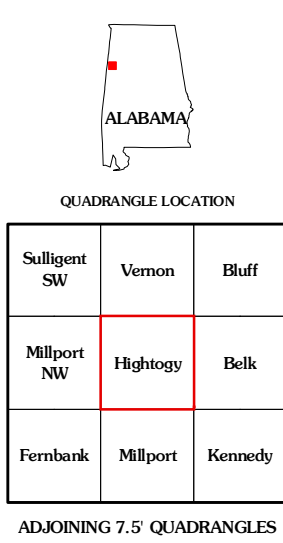 ALABAMA
QUADRANGLE LOCATION
Sulligent
SW
Vernon
Bluff
Millport
NW
Hightogy
Belk
Fernbank
Millport
Kennedy
ADJOINING 7.5' QUADRANGLES